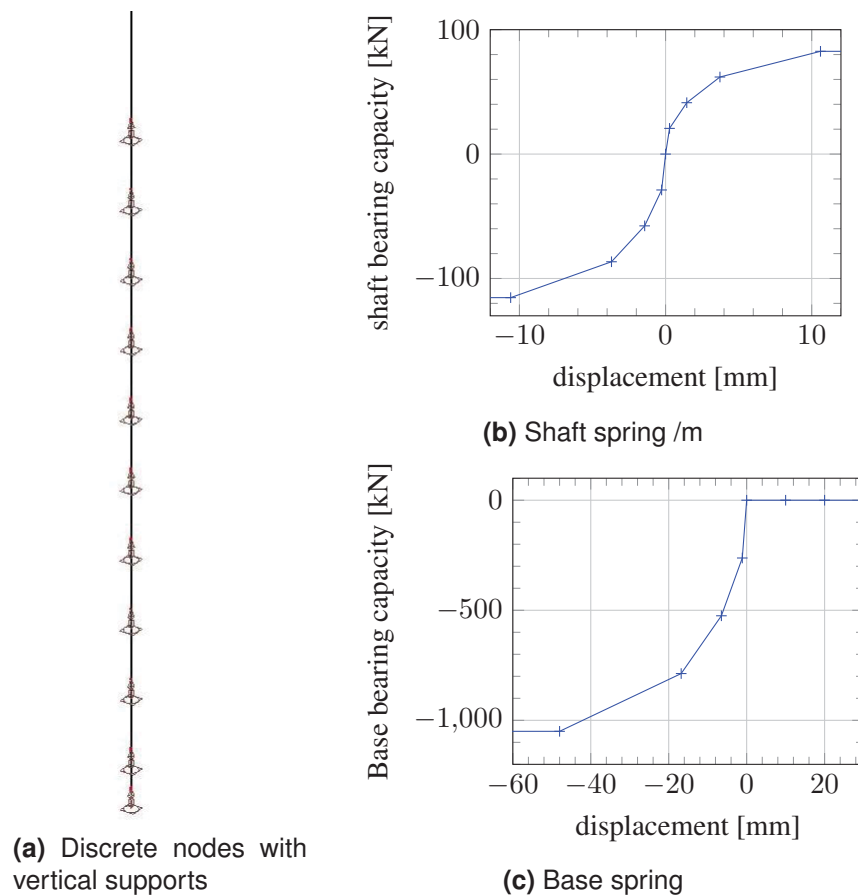 100
0
−100
shaft bearing capacity [kN]
−10
0
10
displacement [mm]
(b) Shaft spring /m
0
−500
−1,000
Base bearing capacity [kN]
−60
−40
−20
0
20
displacement [mm]
(a) Discrete nodes with
vertical supports
(c) Base spring